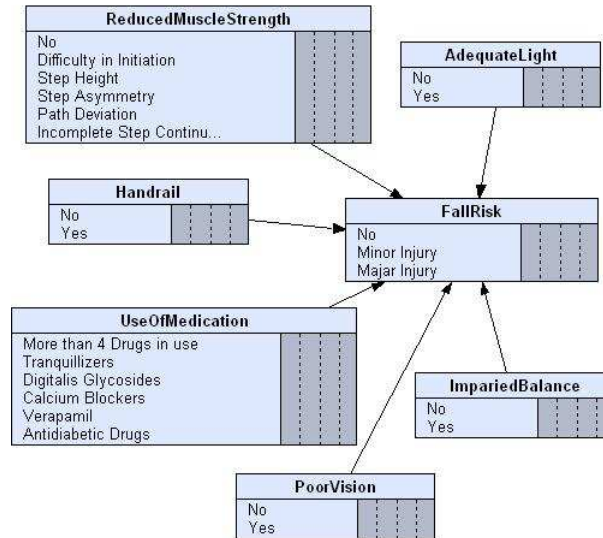 ReducedMuscleStrength
No
Difficulty in Initiation
Step Height
Step Asymmetry
Path Deviation
Incomplete Step Continu...
AdequateLight
No
Yes
Handrail
No
Yes
FallRisk
No
Minor Injury
Majar Injury
UseOfMedication
More than 4 Drugs in use
Tranquillizers
Digitalis Glycosides
Calcium Blockers
Verapamil
Antidiabetic Drugs
ImpariedBalance
No
Yes
PoorVision
No
Yes